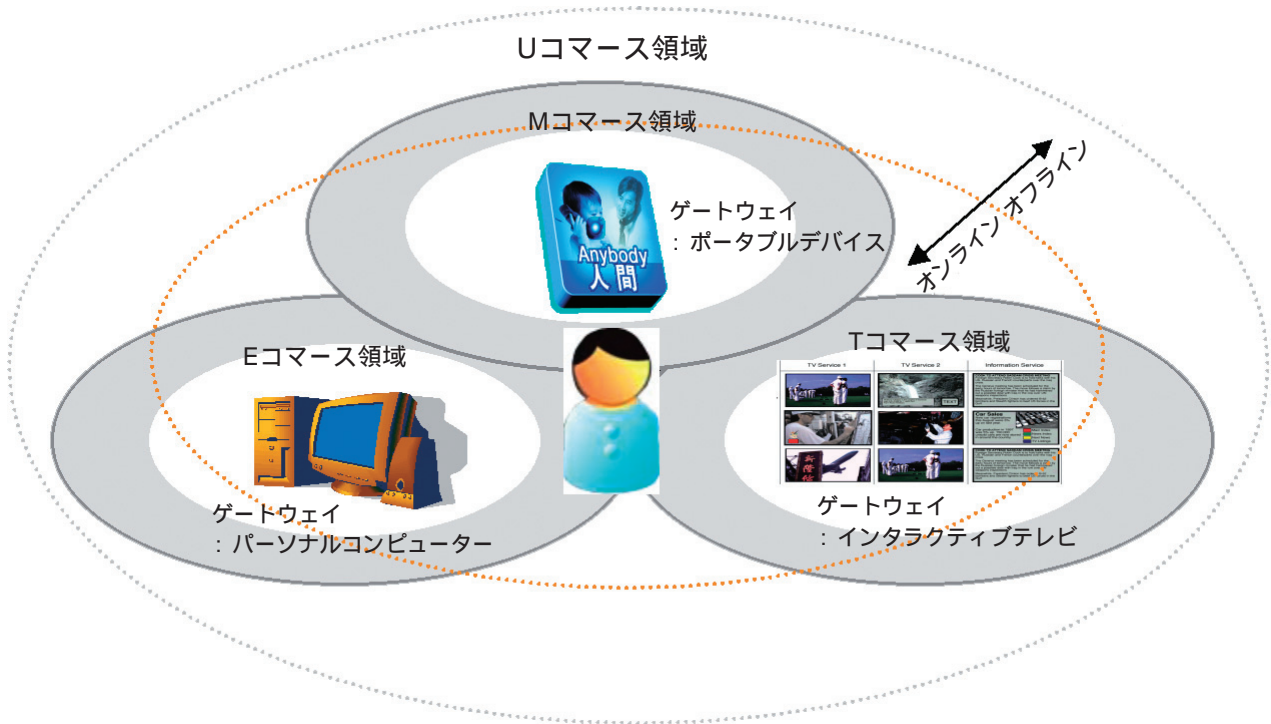 Uコマース領域
Mコマース領域
ゲートウェイ
：ポータブルデバイス
Anybody
人間
オンライン オフライン
Eコマース領域
ゲートウェイ
：パーソナルコンピューター
Tコマース領域
TV Service 1
TV Service 2
Information Service
TEXT
Car Sales
ゲートウェイ
：インタラクティブテレビ